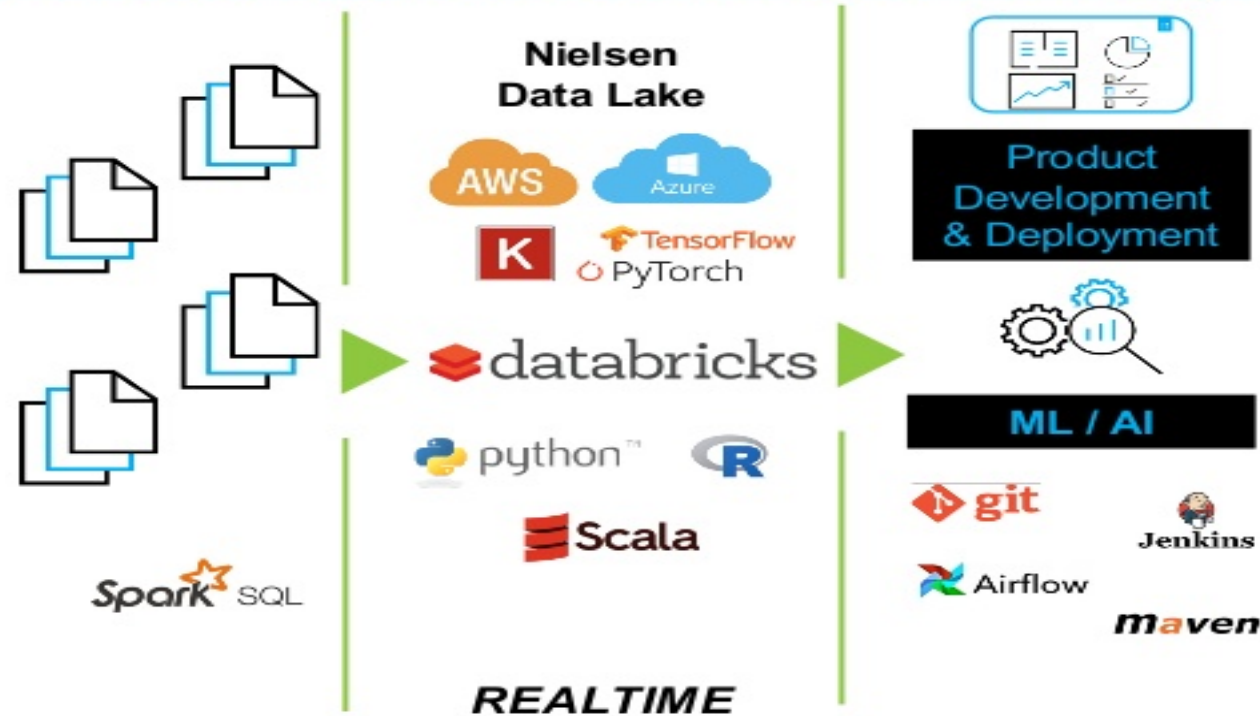 Nielsen
Data Lake
AWS
Azure
K
TensorFlow
PyTorch
databricks
python™
R
Scala
Spark SQL
REALTIME
Product
Development
& Deployment
ML / AI
git
Jenkins
Airflow
maven